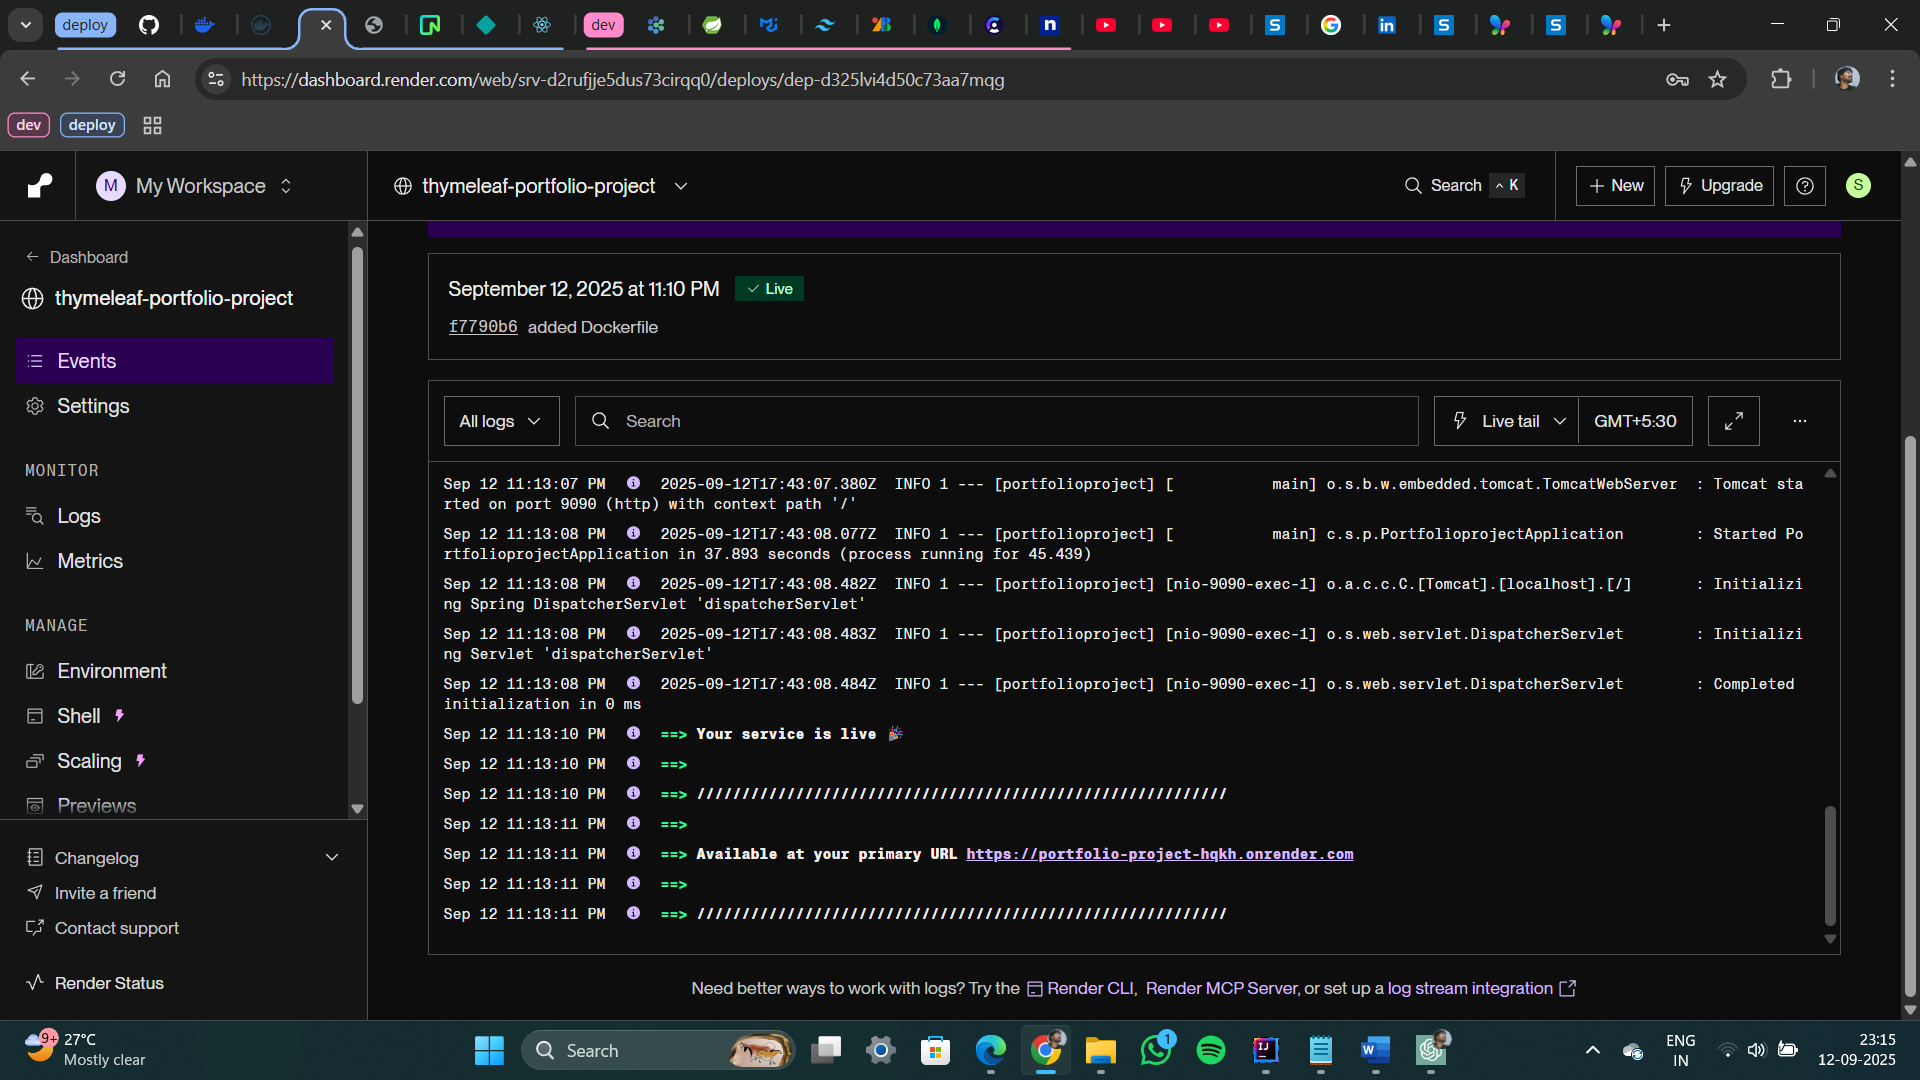 deploy
dev
https://dashboard.render.com/web/srv-d2rufjje5dus73cirqq0/deploys/dep-d325lvi4d50c73aa7mqg
dev
deploy
M
My Workspace
thymeleaf-portfolio-project
Search
^ K
+ New
Upgrade
S
← Dashboard
thymeleaf-portfolio-project
Events
Settings
MONITOR
Logs
Metrics
MANAGE
Environment
Shell
Scaling
Previews
Changelog
Invite a friend
Contact support
Render Status
September 12, 2025 at 11:10 PM
Live
f7790b6 added Dockerfile
All logs
Search
Live tail
GMT+5:30
...
Sep 12 11:13:07 PM 2025-09-12T17:43:07.380Z INFO 1 --- [portfolioproject] [ main] o.s.b.w.embedded.tomcat.TomcatWebServer : Tomcat sta
rted on port 9090 (http) with context path '/'
Sep 12 11:13:08 PM 2025-09-12T17:43:08.077Z INFO 1 --- [portfolioproject] [ main] c.s.p.PortfolioprojectApplication : Started Po
rtfolioprojectApplication in 37.893 seconds (process running for 45.439)
Sep 12 11:13:08 PM 2025-09-12T17:43:08.482Z INFO 1 --- [portfolioproject] [nio-9090-exec-1] o.a.c.c.C.[Tomcat].[localhost].[/] : Initializi
ng Spring DispatcherServlet 'dispatcherServlet'
Sep 12 11:13:08 PM 2025-09-12T17:43:08.483Z INFO 1 --- [portfolioproject] [nio-9090-exec-1] o.s.web.servlet.DispatcherServlet : Initializi
ng Servlet 'dispatcherServlet'
Sep 12 11:13:08 PM 2025-09-12T17:43:08.484Z INFO 1 --- [portfolioproject] [nio-9090-exec-1] o.s.web.servlet.DispatcherServlet : Completed
initialization in 0 ms
Sep 12 11:13:10 PM ==> Your service is live 🎉
Sep 12 11:13:10 PM ==>
Sep 12 11:13:10 PM ==> ///////////////////////////////////////////////////////////
Sep 12 11:13:11 PM ==>
Sep 12 11:13:11 PM ==> Available at your primary URL https://portfolio-project-hqkh.onrender.com
Sep 12 11:13:11 PM ==>
Sep 12 11:13:11 PM ==> ///////////////////////////////////////////////////////////
Need better ways to work with logs? Try the Render CLI, Render MCP Server, or set up a log stream integration
9+
27°C
Mostly clear
Search
1
ENG
IN
23:15
12-09-2025